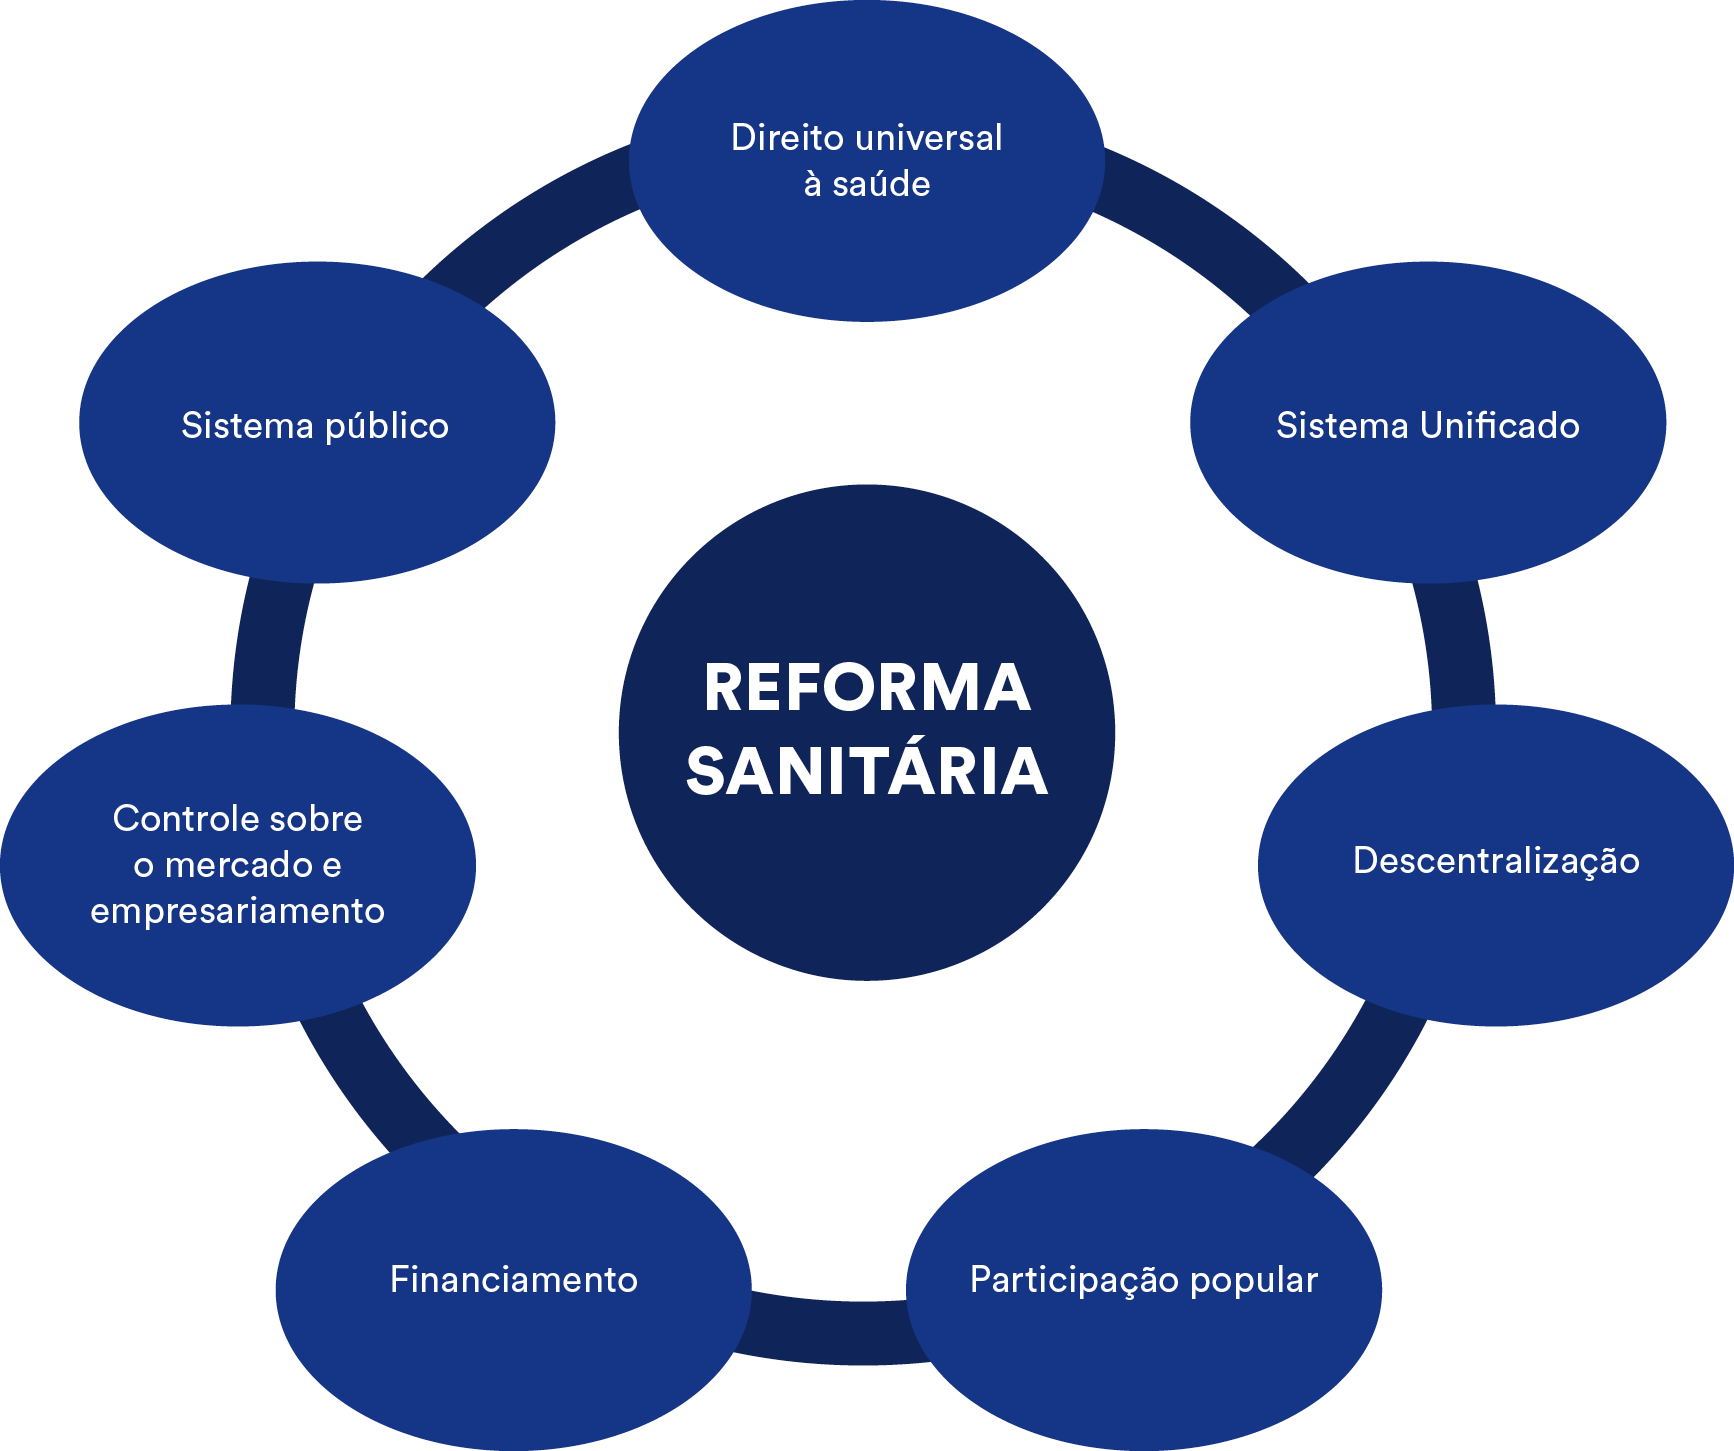 Direito universal
à saúde
Sistema Unificado
Descentralização
Participação popular
Financiamento
Controle sobre
o mercado e
empresariamento
Sistema público
REFORMA
SANITÁRIA